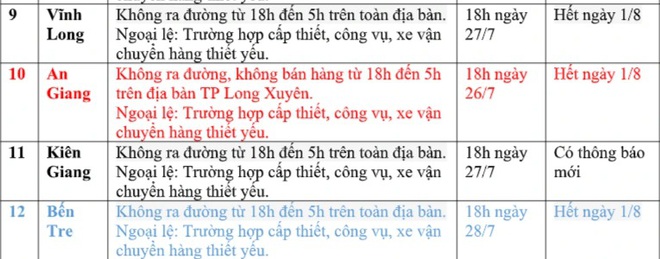 chuyển hàng thiết yếu.
9 Vĩnh Không ra đường từ 18h đến 5h trên toàn địa bàn. 18h ngày Hết ngày 1/8
Long Ngoại lệ: Trường hợp cấp thiết, công vụ, xe vận 27/7
chuyển hàng thiết yếu.
10 An Không ra đường, không bán hàng từ 18h đến 5h 18h ngày Hết ngày 1/8
Giang trên địa bàn TP Long Xuyên. 26/7
Ngoại lệ: Trường hợp cấp thiết, công vụ, xe vận
chuyển hàng thiết yếu.
11 Kiên Không ra đường từ 18h đến 5h trên toàn địa bàn. 18h ngày Có thông báo
Giang Ngoại lệ: Trường hợp cấp thiết, công vụ, xe vận 27/7 mới
chuyển hàng thiết yếu.
12 Bến Không ra đường từ 18h đến 5h trên toàn địa bàn. 18h ngày Hết ngày 1/8
Tre Ngoại lệ: Trường hợp cấp thiết, công vụ, xe vận 28/7
chuyển hàng thiết yếu.